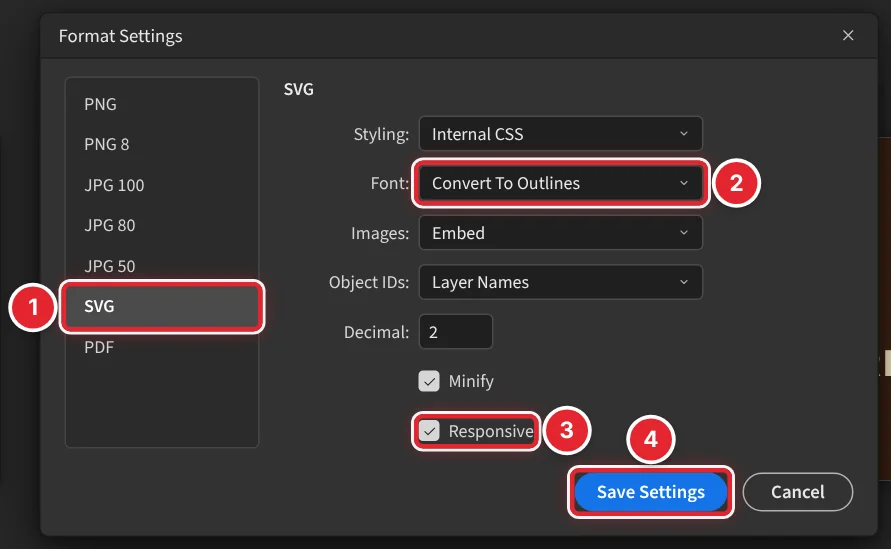 Format Settings
PNG
PNG 8
JPG 100
JPG 80
JPG 50
1
SVG
PDF
SVG
Styling: Internal CSS
Font: Convert To Outlines
2
Images: Embed
Object IDs: Layer Names
Decimal: 2
Minify
Responsive
3
4
Save Settings
Cancel